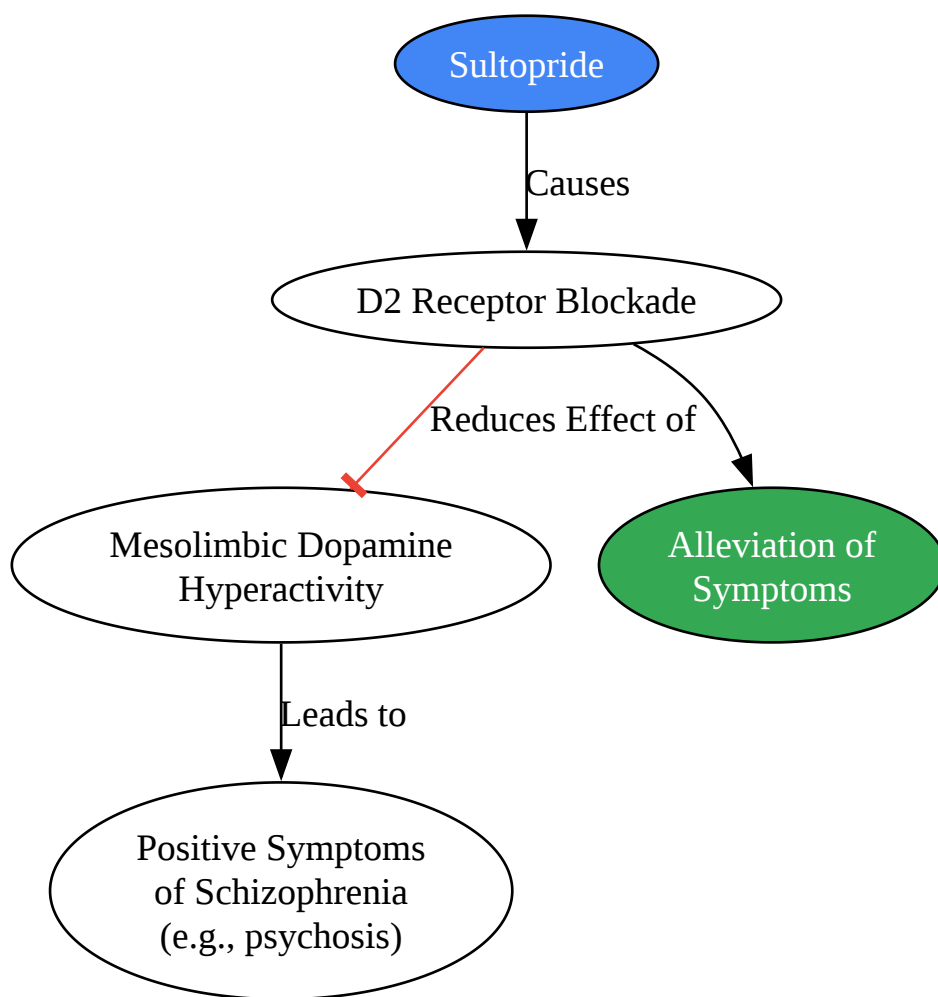 Sultopride
Causes
D2 Receptor Blockade
Reduces Effect of
Mesolimbic Dopamine
Hyperactivity
Alleviation of
Symptoms
Leads to
Positive Symptoms
of Schizophrenia
(e.g., psychosis)